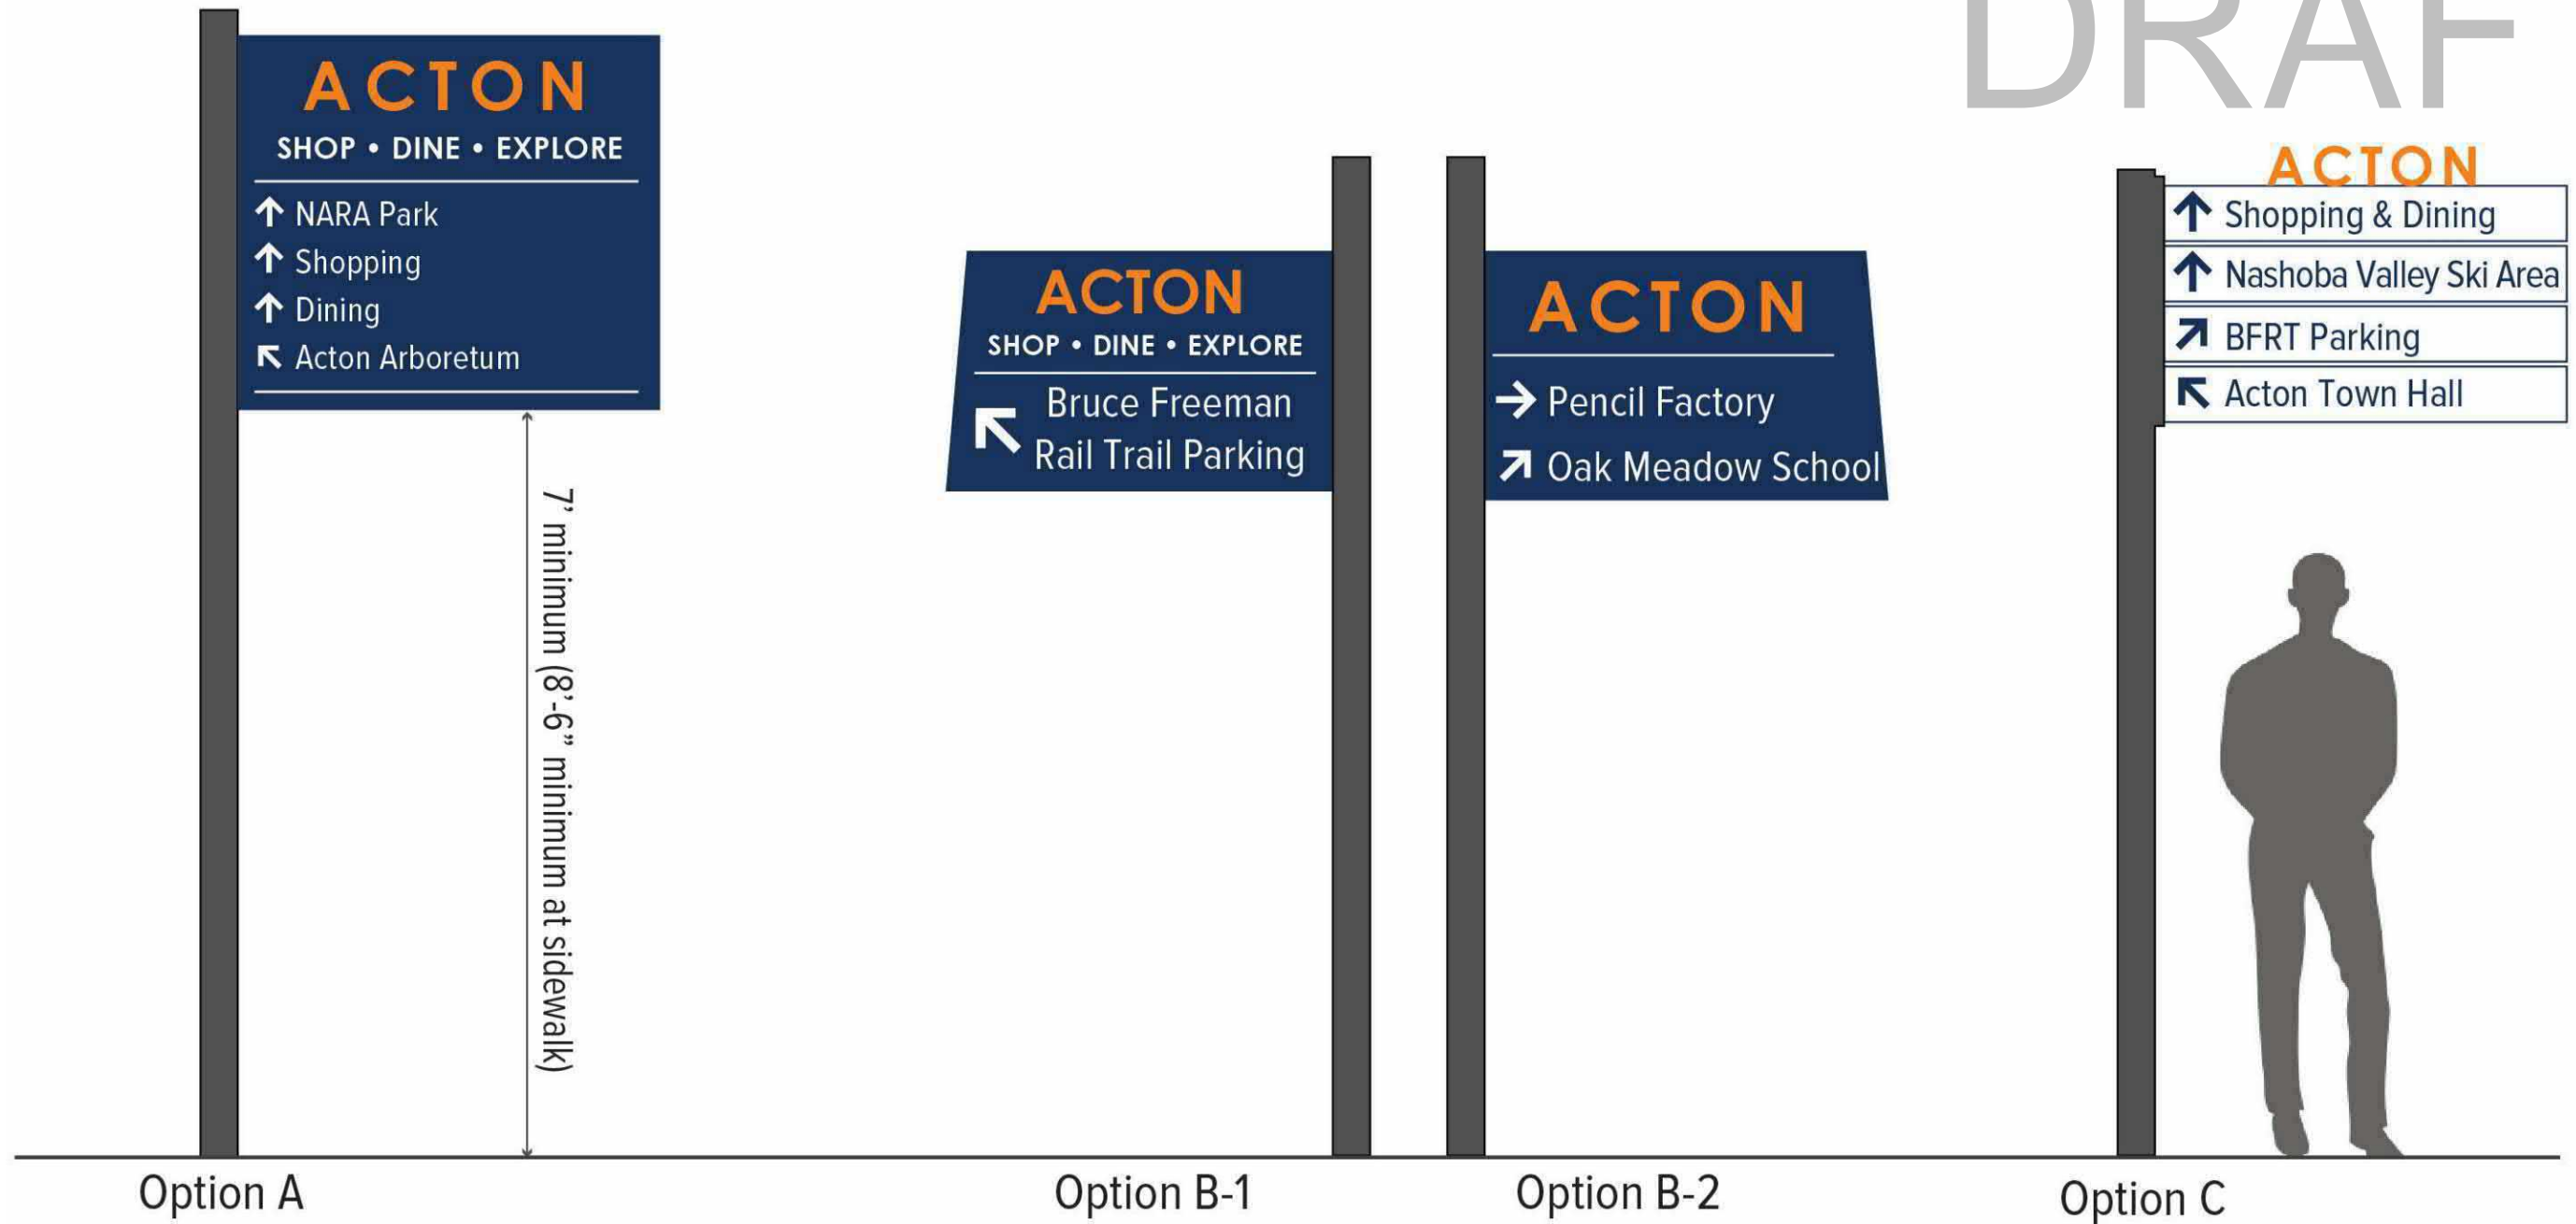 DRAF
ACTON
SHOP • DINE • EXPLORE
↑ NARA Park
↑ Shopping
↑ Dining
↖ Acton Arboretum
7’ minimum (8’-6” minimum at sidewalk)
Option A
ACTON
SHOP • DINE • EXPLORE
↖ Bruce Freeman
Rail Trail Parking
Option B-1
ACTON
→ Pencil Factory
↗ Oak Meadow School
Option B-2
ACTON
↑ Shopping & Dining
↑ Nashoba Valley Ski Area
↗ BFRT Parking
↖ Acton Town Hall
Option C